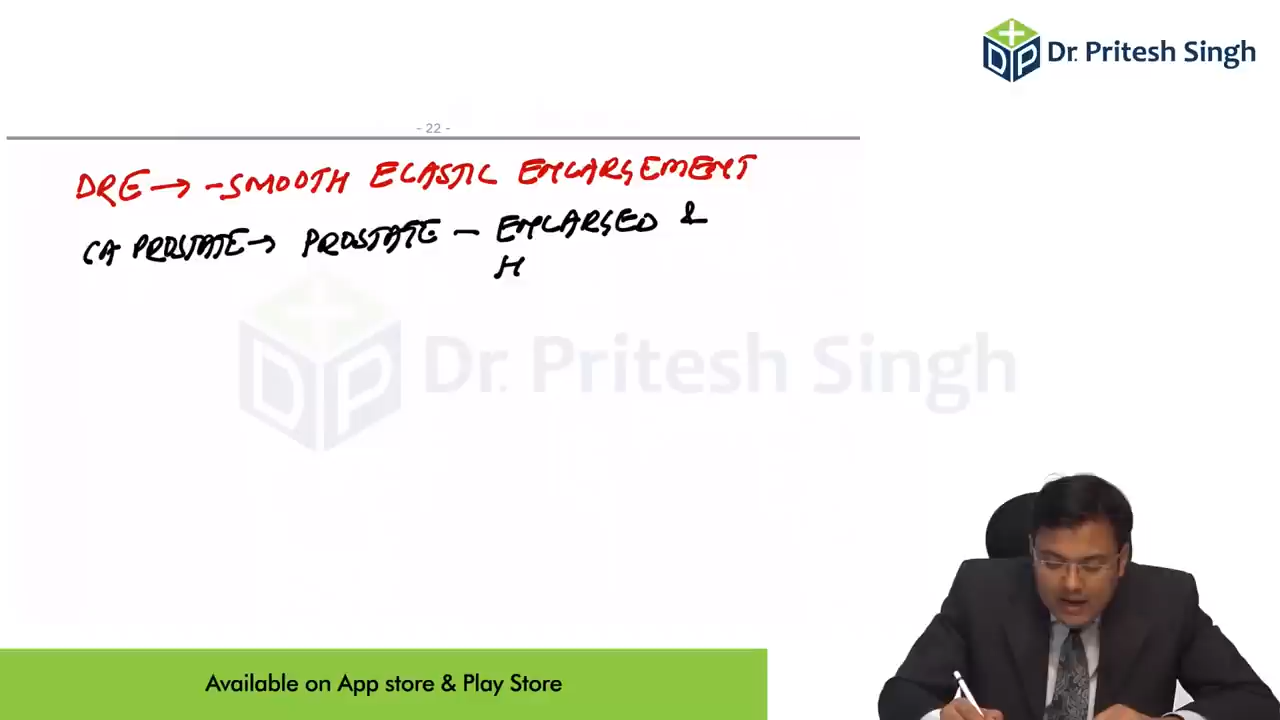 Dr. Pritesh Singh
- 22 -
DRE → - SMOOTH ELASTIC ENLARGEMENT
CA PROSTATE → PROSTATE - ENLARGED &
H
DP Dr. Pritesh Singh
Available on App store & Play Store